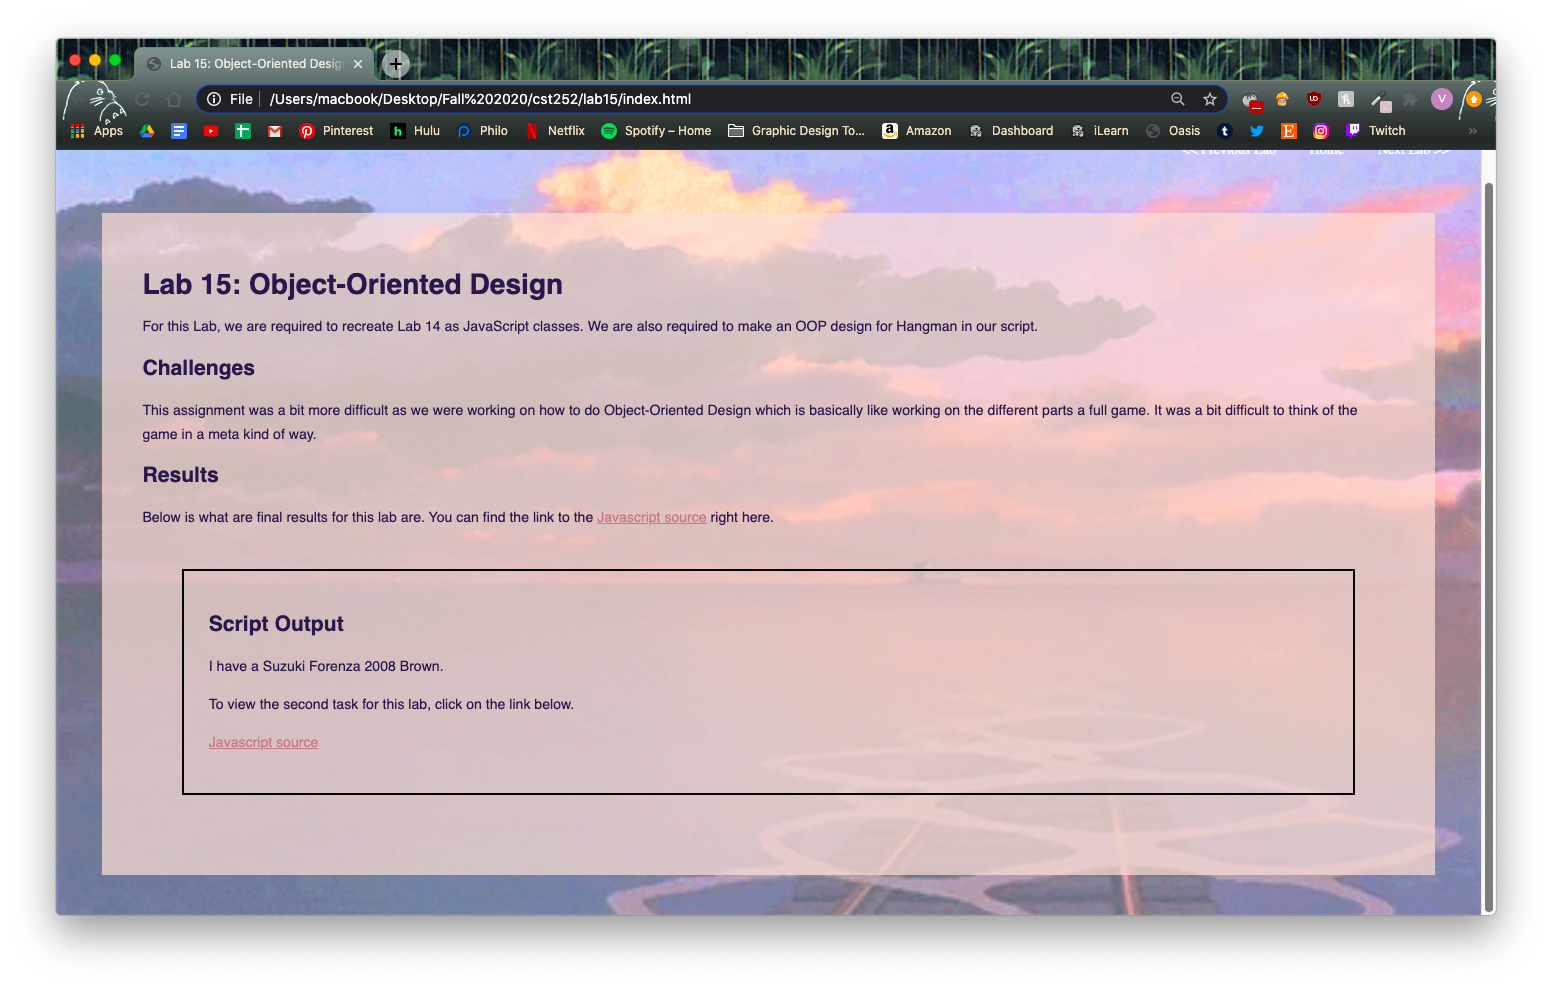 Lab 15: Object-Oriented Desig
File /Users/macbook/Desktop/Fall%202020/cst252/lab15/index.html
V
Apps Pinterest Hulu Philo Netflix Spotify – Home Graphic Design To... Amazon Dashboard iLearn Oasis Twitch »
<< Previous Lab Home Next Lab >>
Lab 15: Object-Oriented Design
For this Lab, we are required to recreate Lab 14 as JavaScript classes. We are also required to make an OOP design for Hangman in our script.
Challenges
This assignment was a bit more difficult as we were working on how to do Object-Oriented Design which is basically like working on the different parts a full game. It was a bit difficult to think of the
game in a meta kind of way.
Results
Below is what are final results for this lab are. You can find the link to the Javascript source right here.
Script Output
I have a Suzuki Forenza 2008 Brown.
To view the second task for this lab, click on the link below.
Javascript source